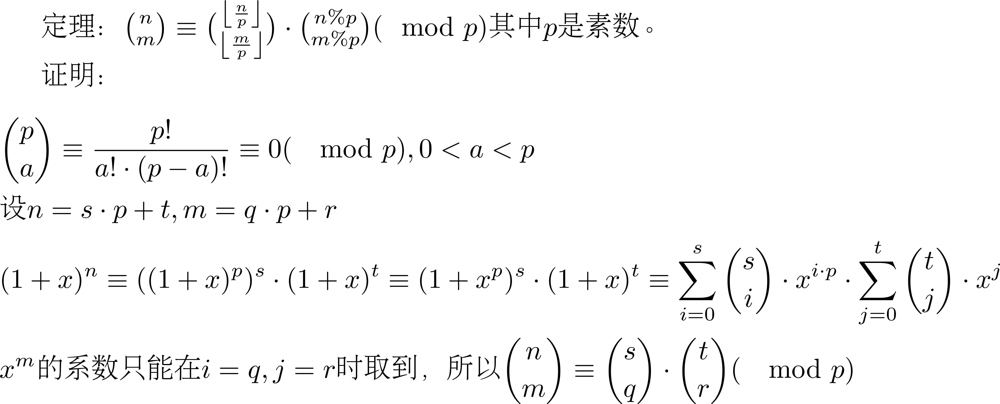 定理： $\binom{n}{m} \equiv \binom{\lfloor \frac{n}{p} \rfloor}{\lfloor \frac{m}{p} \rfloor} \cdot \binom{n\%p}{m\%p} (\mod p)$其中$p$是素数。
证明：
$\binom{p}{a} \equiv \frac{p!}{a! \cdot (p-a)!} \equiv 0 (\mod p), 0 < a < p$
设$n = s \cdot p + t, m = q \cdot p + r$
$(1+x)^n \equiv ((1+x)^p)^s \cdot (1+x)^t \equiv (1+x^p)^s \cdot (1+x)^t \equiv \sum_{i=0}^{s} \binom{s}{i} \cdot x^{i \cdot p} \cdot \sum_{j=0}^{t} \binom{t}{j} \cdot x^j$
$x^m$的系数只能在$i = q, j = r$时取到，所以$\binom{n}{m} \equiv \binom{s}{q} \cdot \binom{t}{r} (\mod p)$